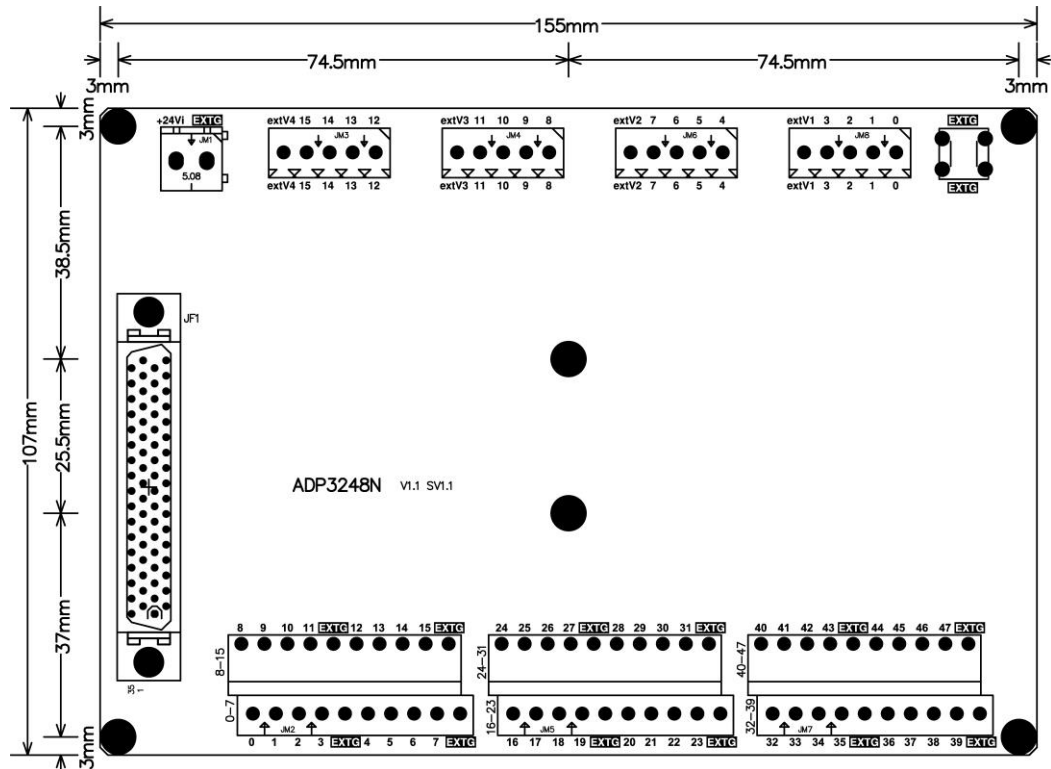 155mm
74.5mm 74.5mm
3mm 3mm
3mm
+24Vi EXTG
JM1
5.08
extV4 15 14 13 12
JM3
extV4 15 14 13 12
extV3 11 10 9 8
JM4
extV3 11 10 9 8
extV2 7 6 5 4
JM6
extV2 7 6 5 4
extV1 3 2 1 0
JM8
extV1 3 2 1 0
EXTG
EXTG
38.5mm
107mm
25.5mm
37mm
3mm
JF1
35
1
ADP3248N V1.1 SV1.1
8 9 10 11 EXTG 12 13 14 15 EXTG
8-15
0-7
JM2
0 1 2 3 EXTG 4 5 6 7 EXTG
24 25 26 27 EXTG 28 29 30 31 EXTG
24-31
16-23
JM5
16 17 18 19 EXTG 20 21 22 23 EXTG
40 41 42 43 EXTG 44 45 46 47 EXTG
40-47
32-39
JM7
32 33 34 35 EXTG 36 37 38 39 EXTG